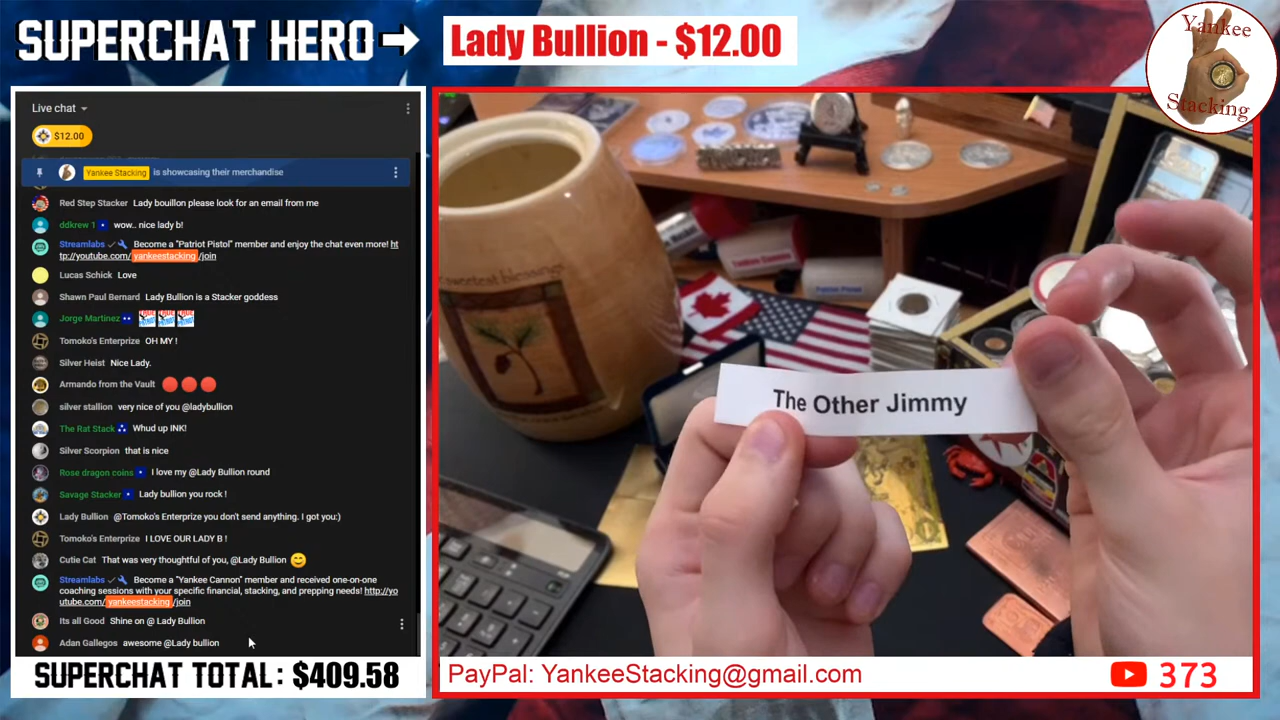 SUPERCHAT HERO
Lady Bullion - $12.00
Yankee
Stacking
Live chat
$12.00
Yankee Stacking is showcasing their merchandise
Red Step Stacker Lady bouillon please look for an email from me
ddkrew 1 wow.. nice lady b!
Streamlabs Become a "Patriot Pistol" member and enjoy the chat even more! ht
tp://youtube.com/yankeestacking/join
Lucas Schick Love
Shawn Paul Bernard Lady Bullion is a Stacker goddess
Jorge Martinez
Tomoko's Enterprize OH MY !
Silver Heist Nice Lady.
Armando from the Vault
silver stallion very nice of you @ladybullion
The Rat Stack Whud up INK!
Silver Scorpion that is nice
Rose dragon coins I love my @Lady Bullion round
Savage Stacker Lady bullion you rock !
Lady Bullion @Tomoko's Enterprize you don't send anything. I got you:)
Tomoko's Enterprize I LOVE OUR LADY B !
Cutie Cat That was very thoughtful of you, @Lady Bullion
Streamlabs Become a "Yankee Cannon" member and received one-on-one
coaching sessions with your specific financial, stacking, and prepping needs! http://yo
utube.com/yankeestacking/join
Its all Good Shine on @ Lady Bullion
Adan Gallegos awesome @Lady bullion
SUPERCHAT TOTAL: $409.58
The Other Jimmy
Yankee Cannon
Patriot Pistol
PayPal: YankeeStacking@gmail.com
373